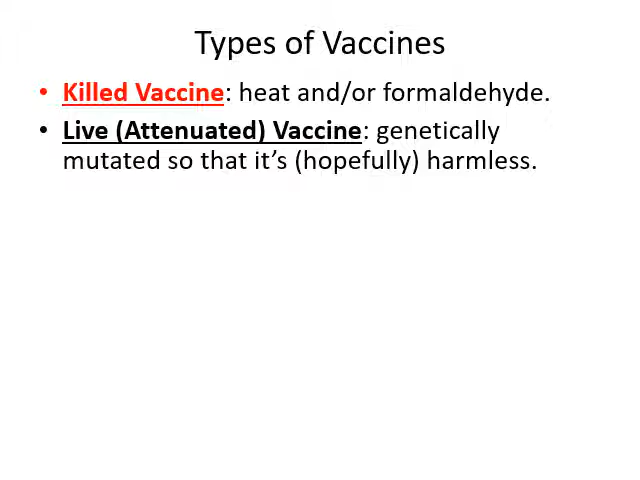 Types of Vaccines
• Killed Vaccine: heat and/or formaldehyde.
• Live (Attenuated) Vaccine: genetically
mutated so that it’s (hopefully) harmless.